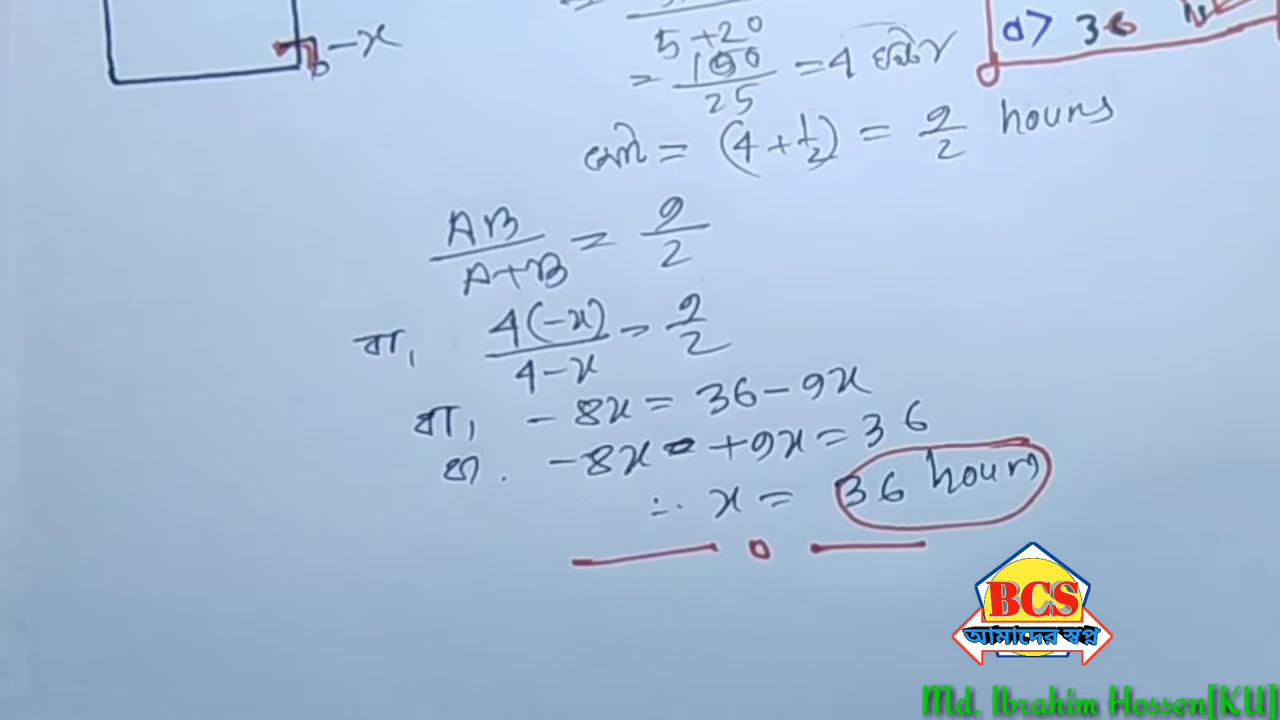 -x
5+20
= 100/25 = 4 ঘন্টায়
d> 36
মোট = (4 + 1/2) = 9/2 hours
AB/A+B = 9/2
বা, 4(-x)/4-x = 9/2
বা, -8x = 36-9x
বা. -8x +9x = 36
∴ x = 36 hours
BCS
আমাদের স্বপ্ন
Md. Ibrahim Hossen[KU]